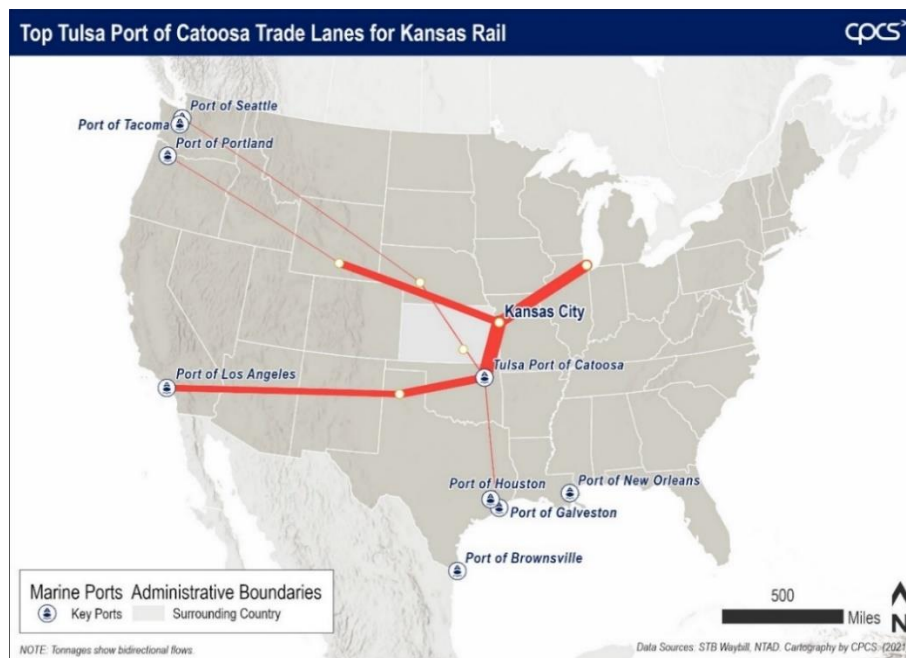 Top Tulsa Port of Catoosa Trade Lanes for Kansas Rail
cpcs
Port of Seattle
Port of Tacoma
Port of Portland
Kansas City
Tulsa Port of Catoosa
Port of Los Angeles
Port of Houston
Port of New Orleans
Port of Galveston
Port of Brownsville
Marine Ports Administrative Boundaries
Key Ports Surrounding Country
500
Miles
N
NOTE: Tonnages show bidirectional flows.
Data Sources: STB Waybill, NTAD. Cartography by CPCS. (2021